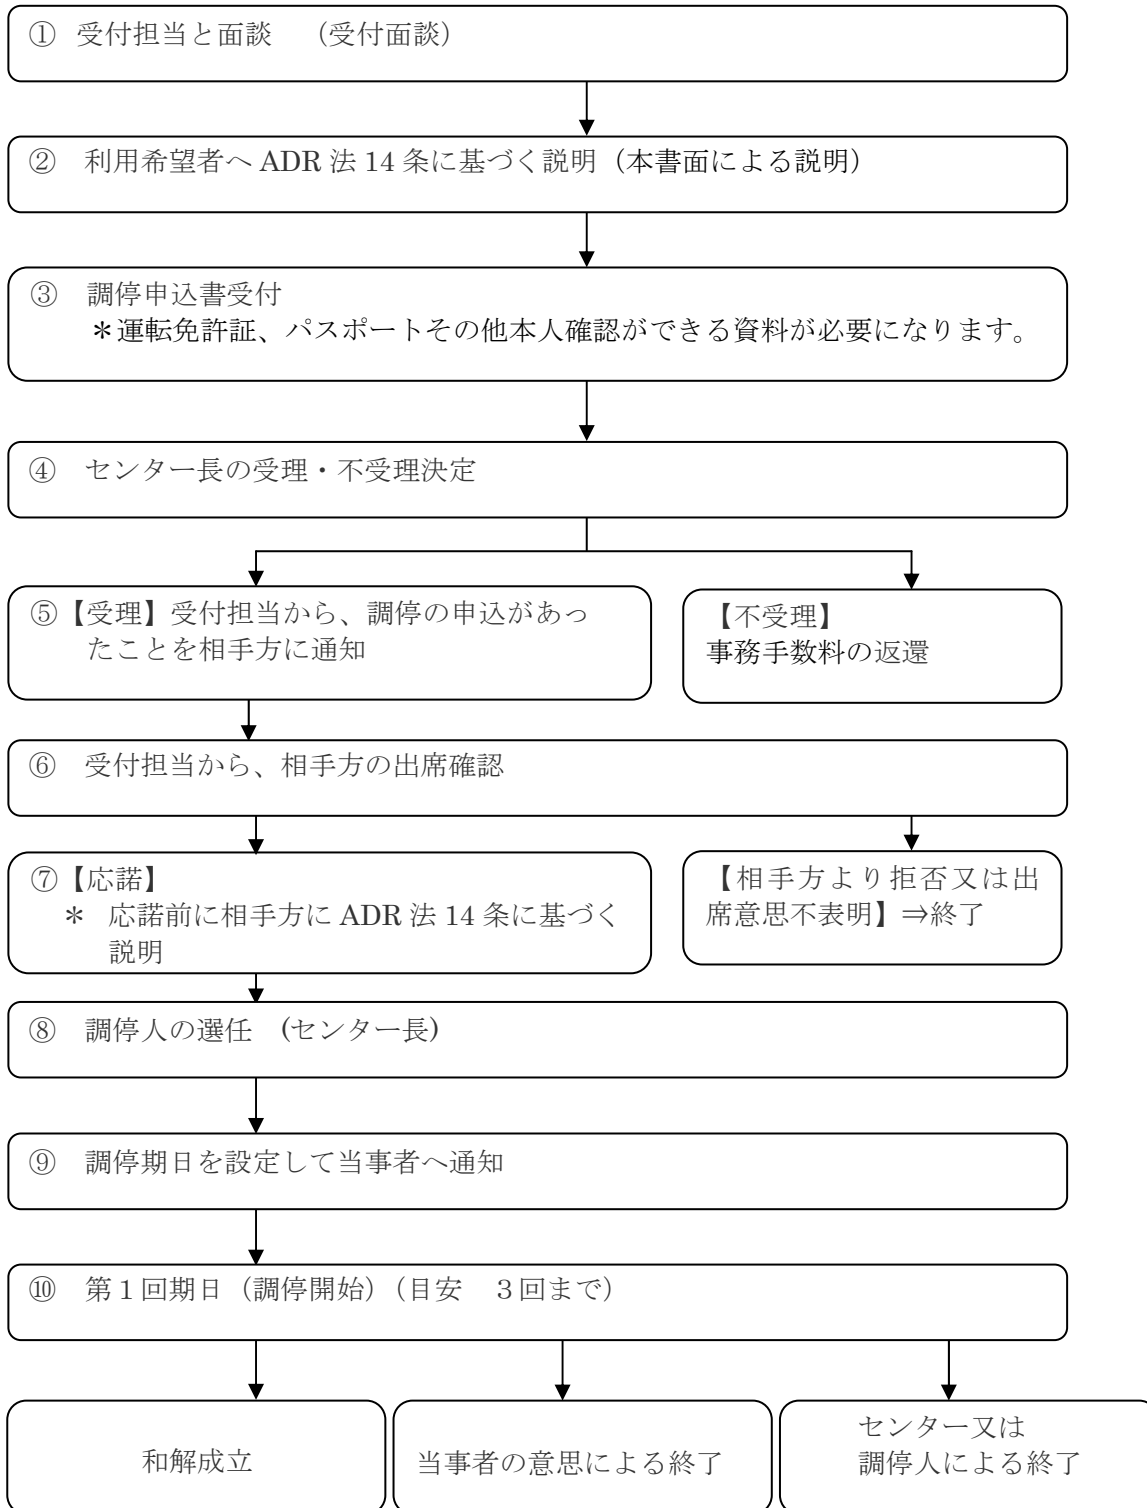 ① 受付担当と面談　（受付面談）
②　利用希望者へ ADR 法 14 条に基づく説明（本書面による説明）
③　調停申込書受付
＊運転免許証、パスポートその他本人確認ができる資料が必要になります。
④　センター長の受理・不受理決定
⑤【受理】受付担当から、調停の申込があっ
たことを相手方に通知
【不受理】
事務手数料の返還
⑥　受付担当から、相手方の出席確認
⑦【応諾】
＊　応諾前に相手方に ADR 法 14 条に基づく
説明
【相手方より拒否又は出
席意思不表明】⇒終了
⑧　調停人の選任　(センター長)
⑨　調停期日を設定して当事者へ通知
⑩　第１回期日（調停開始）（目安　３回まで）
和解成立
当事者の意思による終了
センター又は
調停人による終了